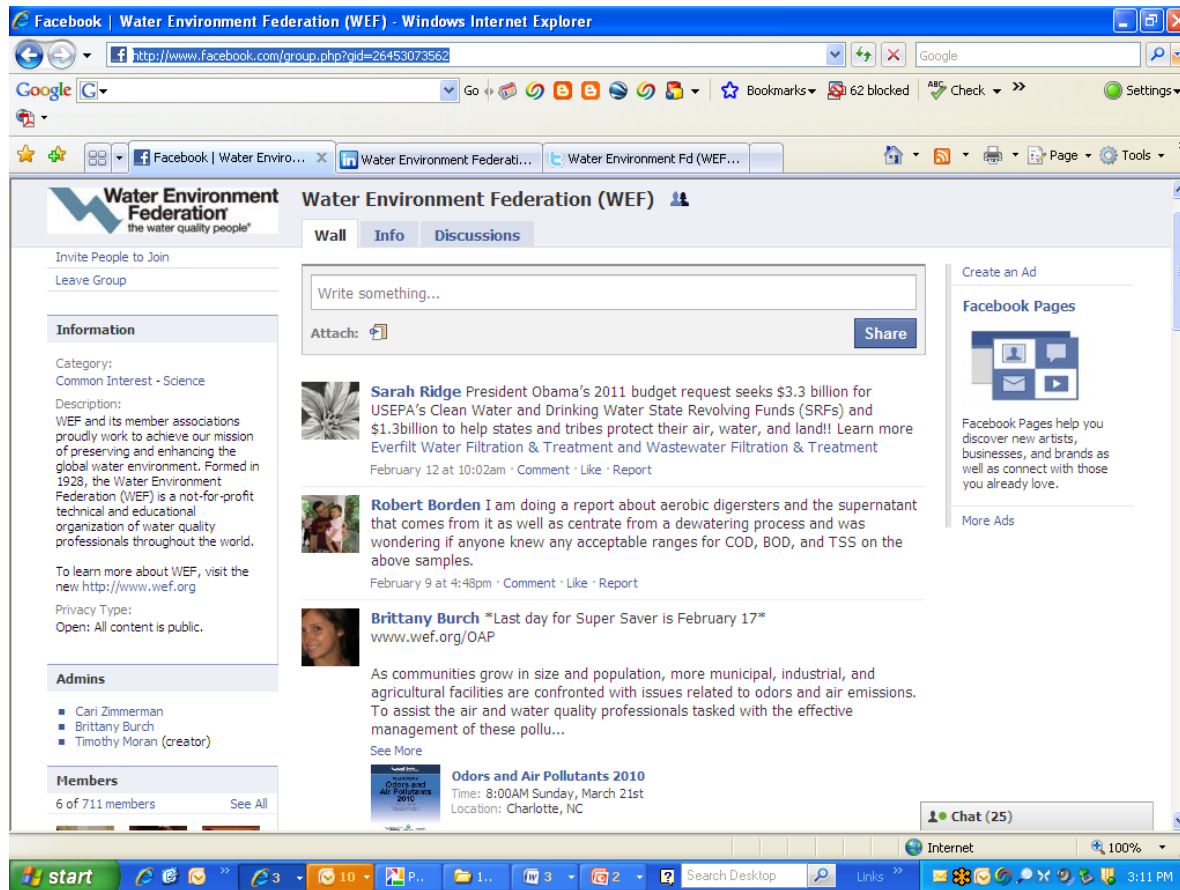 Facebook | Water Environment Federation (WEF) - Windows Internet Explorer
http://www.facebook.com/group.php?gid=26453073562
Google
Google G Go Bookmarks 62 blocked ABC Check » Settings
Facebook | Water Enviro... X Water Environment Federati... Water Environment Fd (WEF... Page Tools
Water Environment
Federation
the water quality people
Invite People to Join
Leave Group
Information
Category:
Common Interest - Science
Description:
WEF and its member associations
proudly work to achieve our mission
of preserving and enhancing the
global water environment. Formed in
1928, the Water Environment
Federation (WEF) is a not-for-profit
technical and educational
organization of water quality
professionals throughout the world.
To learn more about WEF, visit the
new http://www.wef.org
Privacy Type:
Open: All content is public.
Admins
Cari Zimmerman
Brittany Burch
Timothy Moran (creator)
Members
6 of 711 members See All
Water Environment Federation (WEF)
Wall Info Discussions
Write something...
Attach: Share
Sarah Ridge President Obama's 2011 budget request seeks $3.3 billion for
USEPA's Clean Water and Drinking Water State Revolving Funds (SRFs) and
$1.3billion to help states and tribes protect their air, water, and land!! Learn more
Everfilt Water Filtration & Treatment and Wastewater Filtration & Treatment
February 12 at 10:02am · Comment · Like · Report
Robert Borden I am doing a report about aerobic digersters and the supernatant
that comes from it as well as centrate from a dewatering process and was
wondering if anyone knew any acceptable ranges for COD, BOD, and TSS on the
above samples.
February 9 at 4:48pm · Comment · Like · Report
Brittany Burch *Last day for Super Saver is February 17*
www.wef.org/OAP
As communities grow in size and population, more municipal, industrial, and
agricultural facilities are confronted with issues related to odors and air emissions.
To assist the air and water quality professionals tasked with the effective
management of these pollu...
See More
Odors and
Air Pollutants
2010
Odors and Air Pollutants 2010
Time: 8:00AM Sunday, March 21st
Location: Charlotte, NC
Create an Ad
Facebook Pages
Facebook Pages help you
discover new artists,
businesses, and brands as
well as connect with those
you already love.
More Ads
Chat (25)
Internet 100%
start » 3 10 P.. 1.. 3 2 Search Desktop Links » 3:11 PM